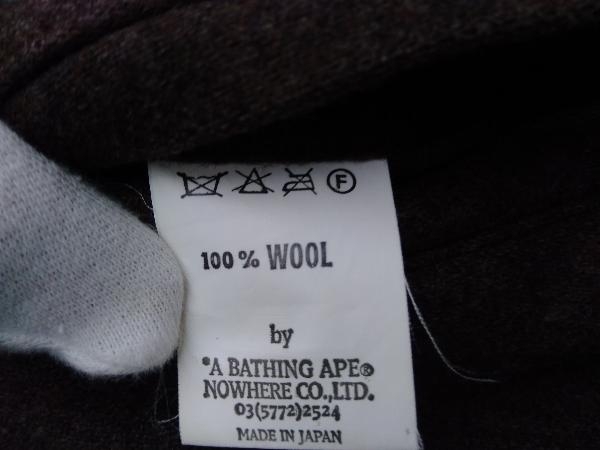 F
100% WOOL
by
*A BATHING APE®
NOWHERE CO.,LTD.
03(5772)2524
MADE IN JAPAN